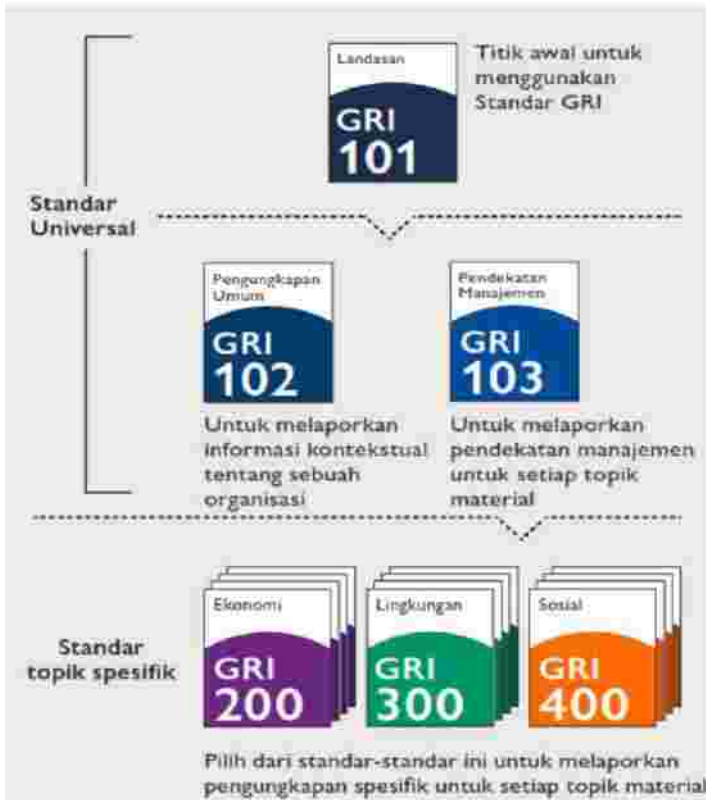 Landasan
GRI
101
Titik awal untuk
menggunakan
Standar GRI
Standar
Universal
Pengungkapan
Umum
GRI
102
Untuk melaporkan
informasi kontekstual
tentang sebuah
organisasi
Pendekatan
Manajemen
GRI
103
Untuk melaporkan
pendekatan manajemen
untuk setiap topik
material
Standar
topik spesifik
Ekonomi
GRI
200
Lingkungan
GRI
300
Sosial
GRI
400
Pilih dari standar-standar ini untuk melaporkan
pengungkapan spesifik untuk setiap topik material